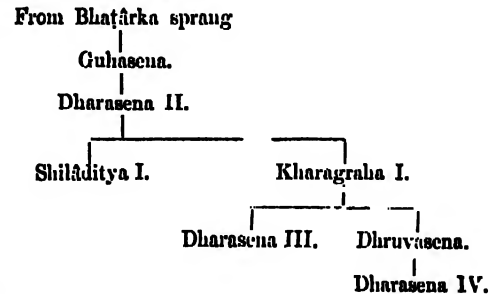 From Bhaṭârka sprang
Guhasena.
Dharasena II.
Shilâditya I. Kharagraha I.
Dharasena III. Dhruvasena.
Dharasena IV.